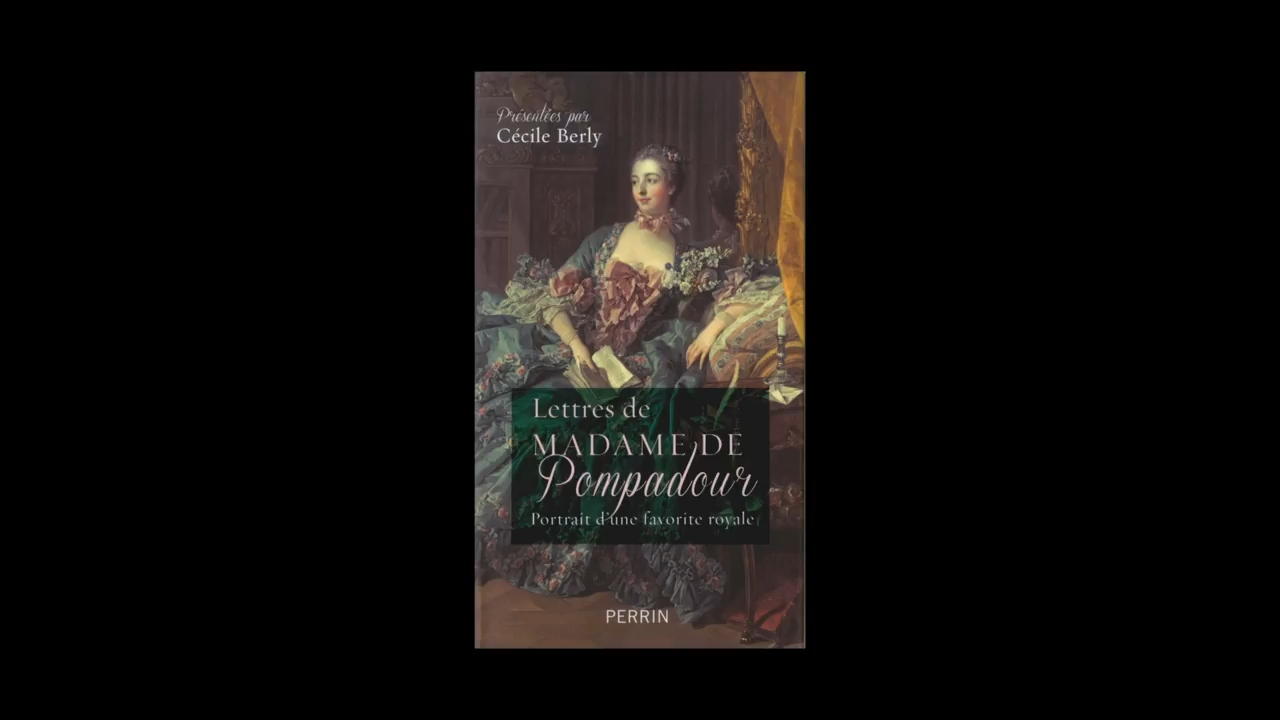 Présentées par
Cécile Berly
Lettres de
MADAME DE
Pompadour
Portrait d'une favorite royale
PERRIN